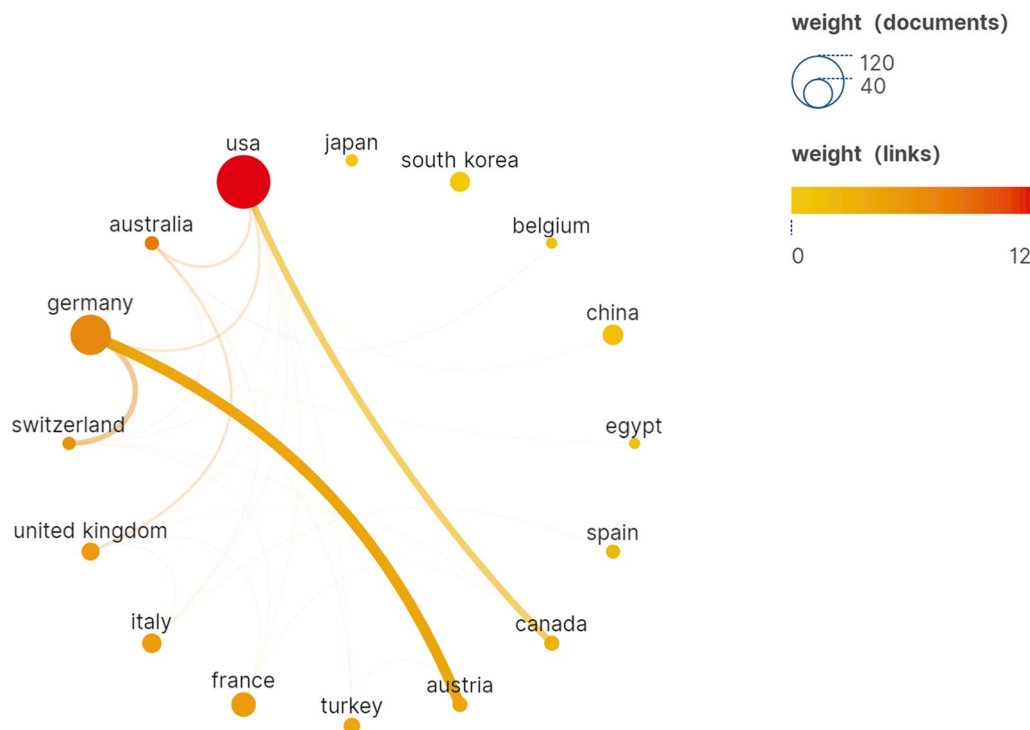 weight (documents)
120
40
weight (links)
0
12
usa
japan
south korea
australia
belgium
germany
china
switzerland
egypt
united kingdom
spain
italy
canada
france
austria
turkey